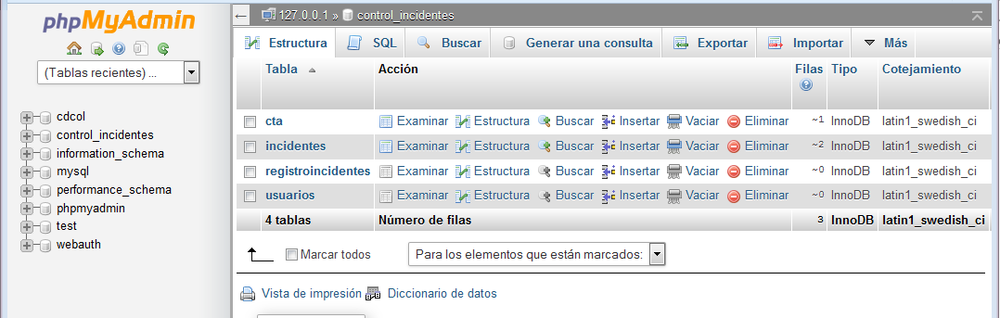 phpMyAdmin
(Tablas recientes) ...
cdcol
control_incidentes
information_schema
mysql
performance_schema
phpmyadmin
test
webauth
← 127.0.0.1 » control_incidentes
Estructura SQL Buscar Generar una consulta Exportar Importar Más
Tabla Acción Filas Tipo Cotejamiento
cta Examinar Estructura Buscar Insertar Vaciar Eliminar ~1 InnoDB latin1_swedish_ci
incidentes Examinar Estructura Buscar Insertar Vaciar Eliminar ~2 InnoDB latin1_swedish_ci
registroincidentes Examinar Estructura Buscar Insertar Vaciar Eliminar ~0 InnoDB latin1_swedish_ci
usuarios Examinar Estructura Buscar Insertar Vaciar Eliminar ~0 InnoDB latin1_swedish_ci
4 tablas Número de filas 3 InnoDB latin1_swedish_ci
Marcar todos Para los elementos que están marcados:
Vista de impresión Diccionario de datos